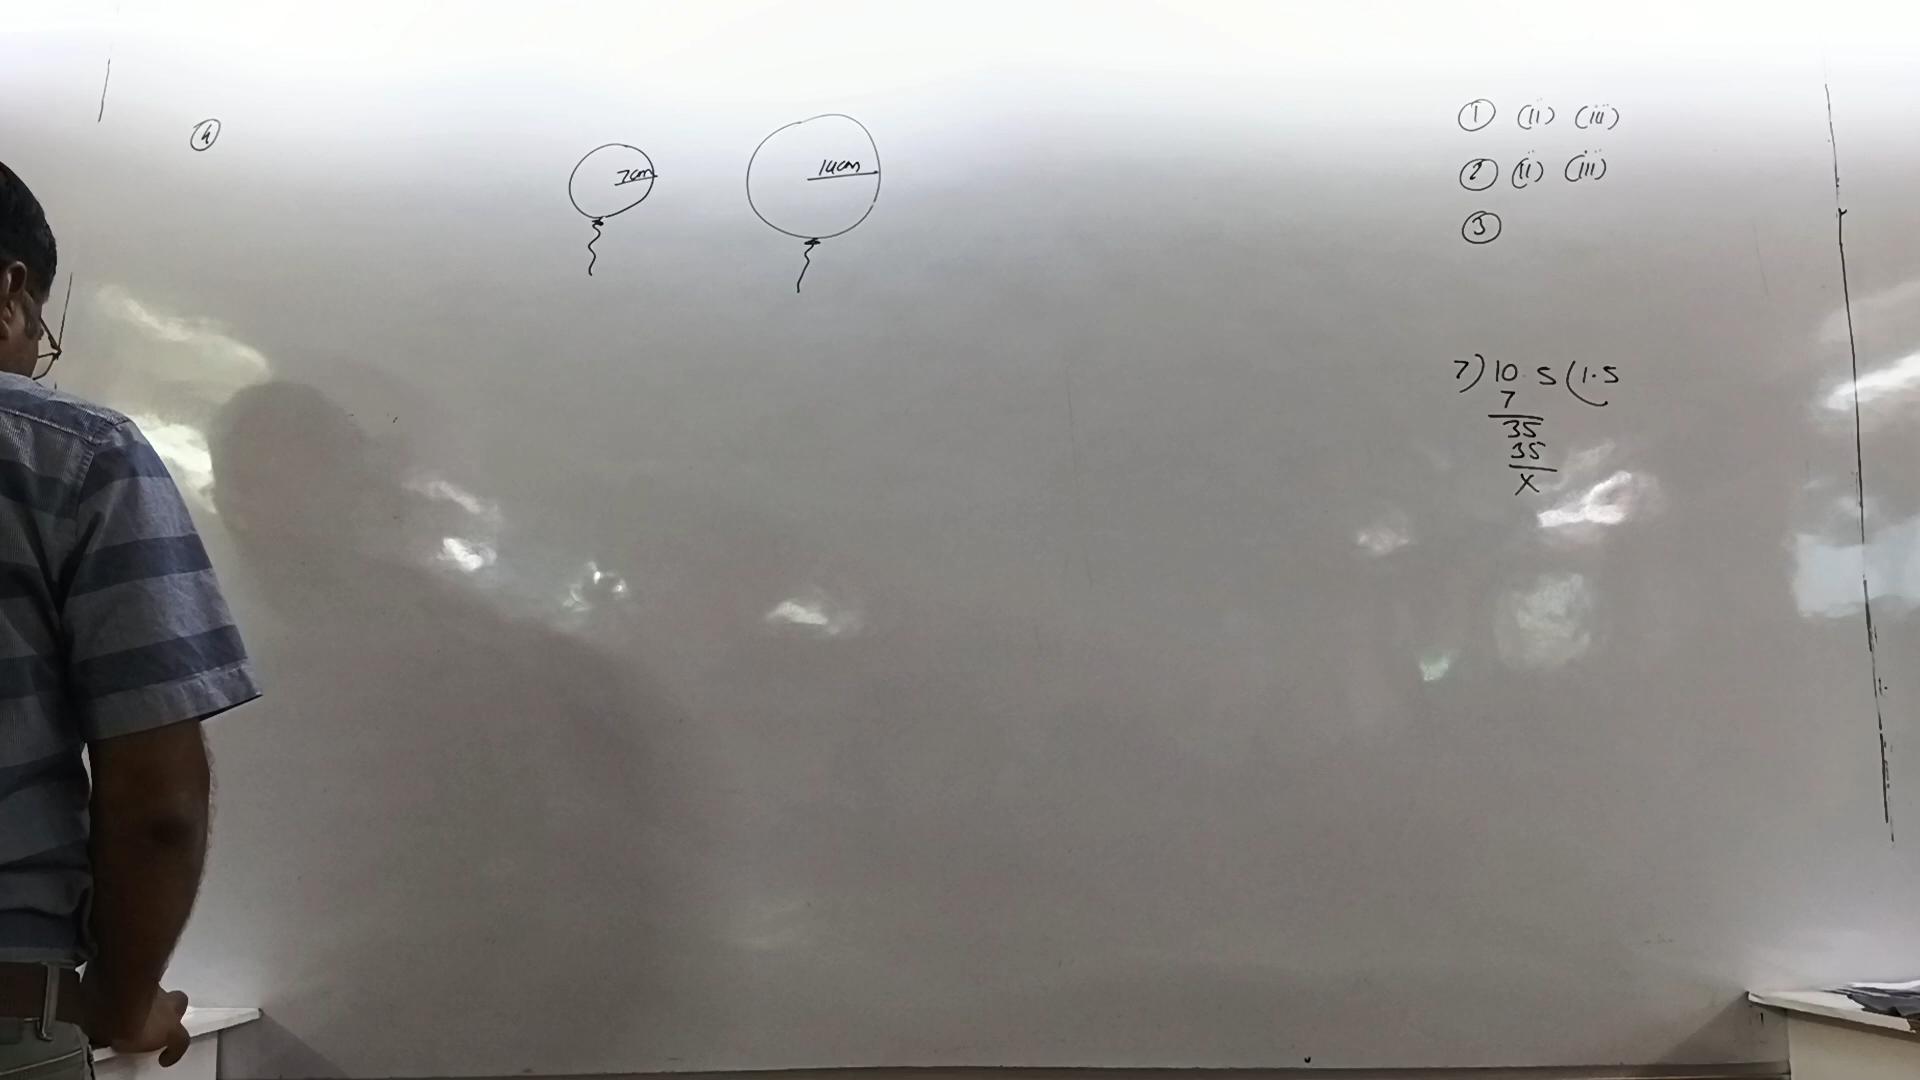 ④
7cm
14cm
① (ii) (iii)
② (ii) (iii)
③
7)10.5(1.5
7
35
35
x